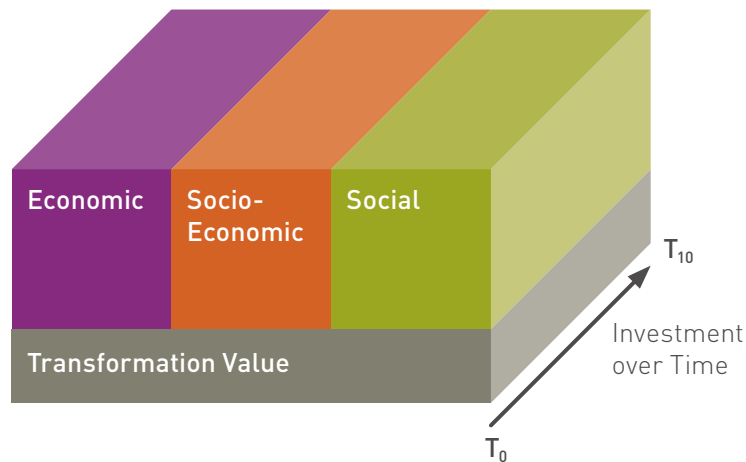 Economic
Socio-
Economic
Social
Transformation Value
T10
Investment
over Time
T0